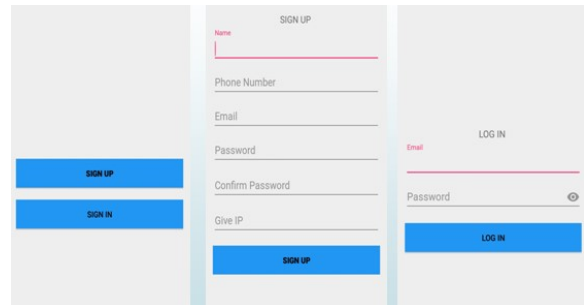 SIGN UP
SIGN IN
SIGN UP
Name
Phone Number
Email
Password
Confirm Password
Give IP
SIGN UP
LOG IN
Email
Password
LOG IN